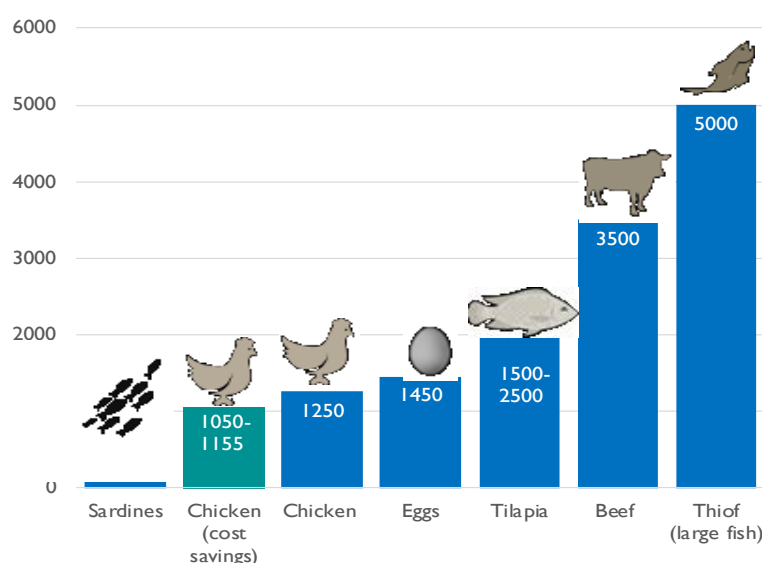 6000
5000
4000
3000
2000
0
5000
3500
1500-
2500
1450
1250
1050-
1155
Sardines
Chicken
(cost
savings)
Chicken
Eggs
Tilapia
Beef
Thiof
(large fish)